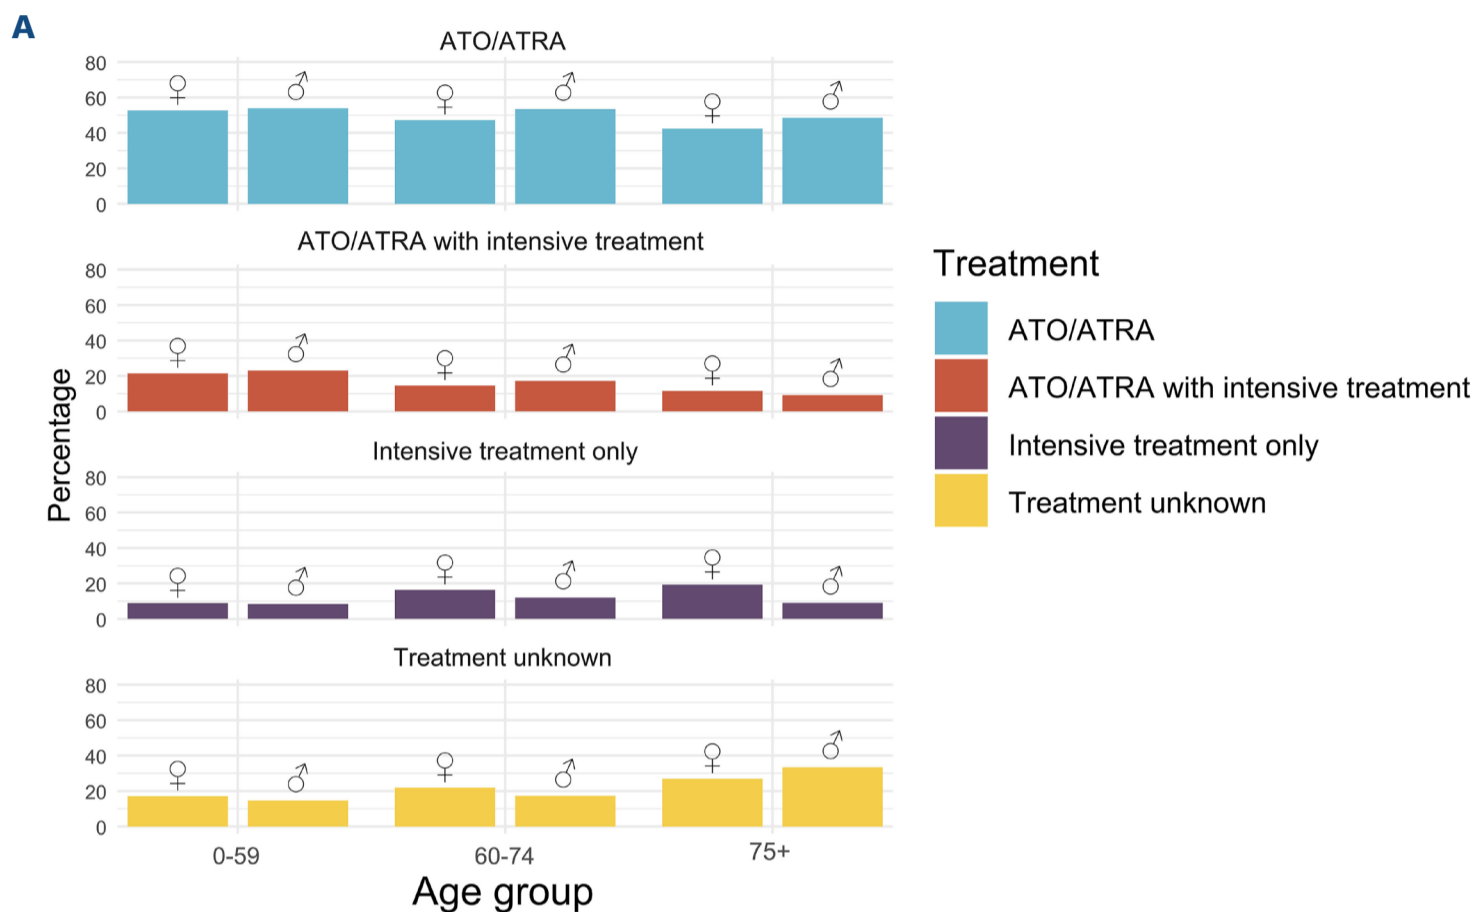 A
ATO/ATRA
80
60
40
20
0
♀ ♂ ♀ ♂ ♀ ♂
ATO/ATRA with intensive treatment
80
60
40
20
0
♀ ♂ ♀ ♂ ♀ ♂
Intensive treatment only
80
60
40
20
0
♀ ♂ ♀ ♂ ♀ ♂
Treatment unknown
80
60
40
20
0
♀ ♂ ♀ ♂ ♀ ♂
0-59 60-74 75+
Age group
Percentage
Treatment
ATO/ATRA
ATO/ATRA with intensive treatment
Intensive treatment only
Treatment unknown